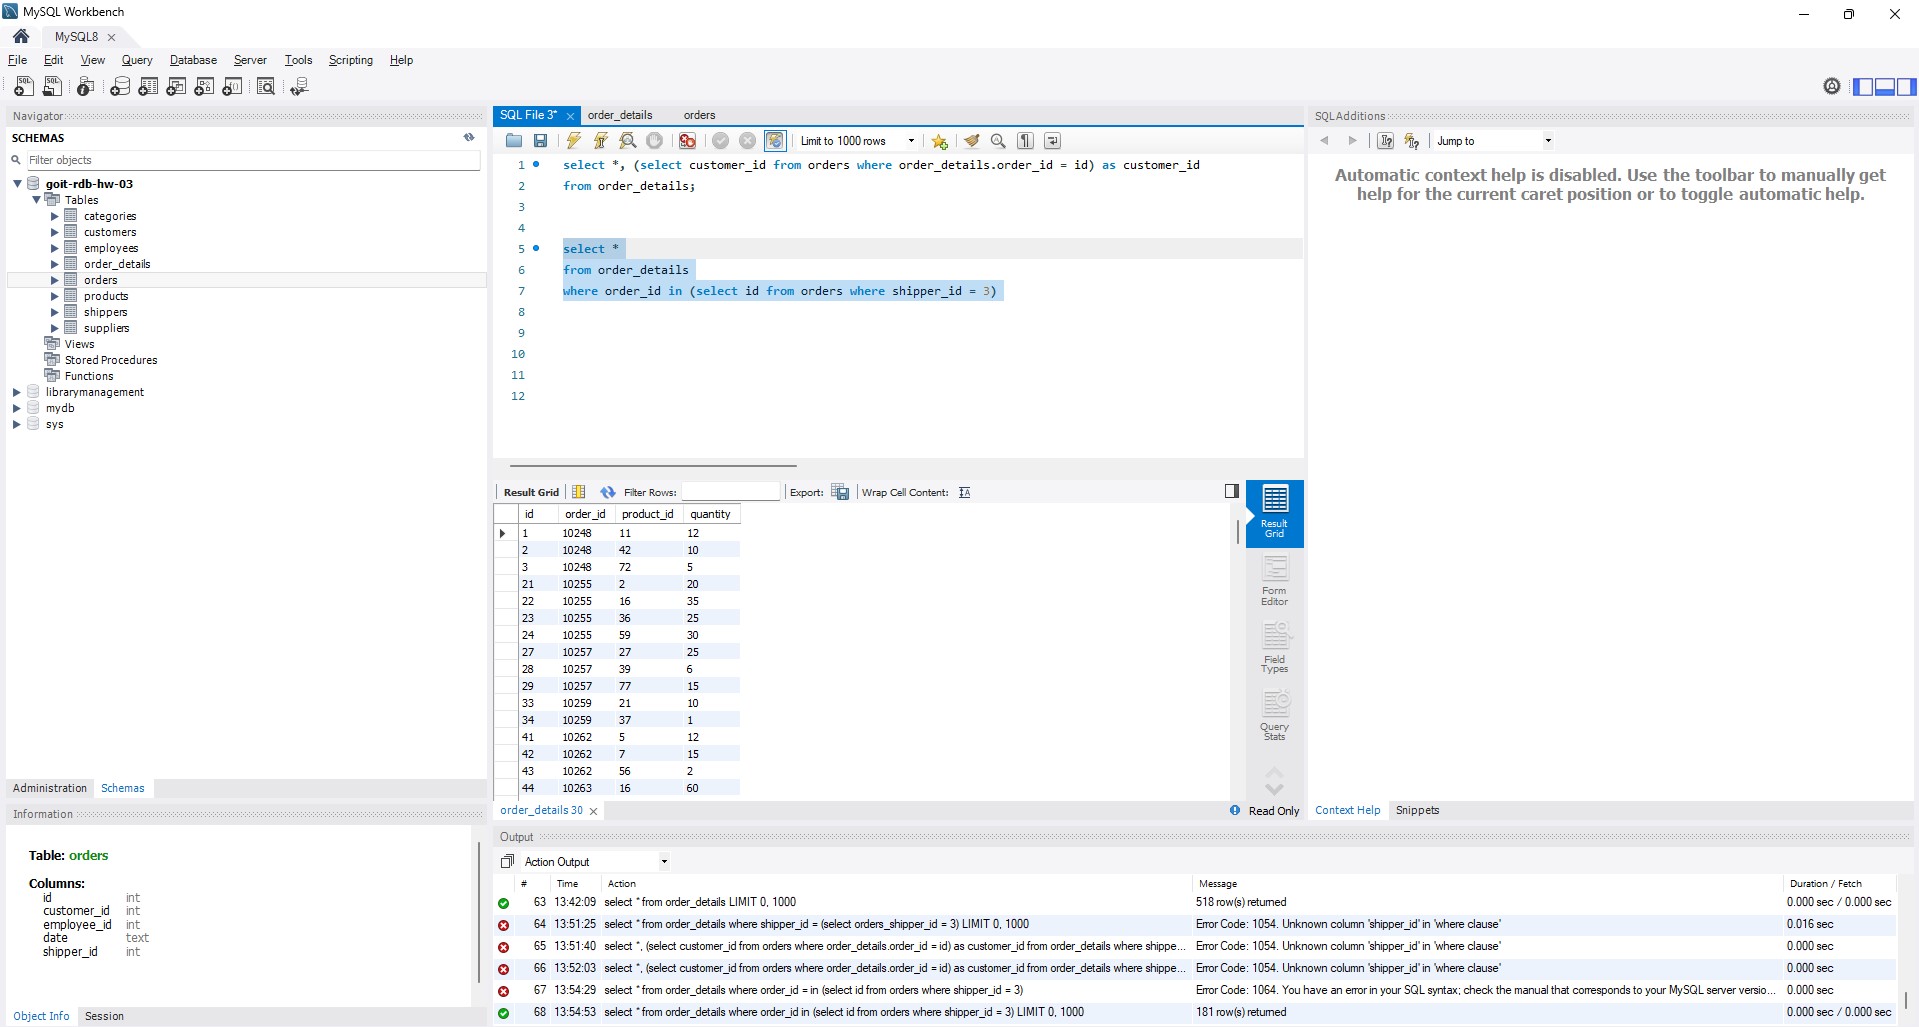 MySQL Workbench
MySQL8
File Edit View Query Database Server Tools Scripting Help
Navigator
SCHEMAS
Filter objects
goit-rdb-hw-03
Tables
categories
customers
employees
order_details
orders
products
shippers
suppliers
Views
Stored Procedures
Functions
librarymanagement
mydb
sys
Administration Schemas
Information
Table: orders
Columns:
id int
customer_id int
employee_id int
date text
shipper_id int
Object Info Session
SQL File 3* order_details orders
Limit to 1000 rows
1 select *, (select customer_id from orders where order_details.order_id = id) as customer_id
2 from order_details;
3
4
5 select *
6 from order_details
7 where order_id in (select id from orders where shipper_id = 3)
8
9
10
11
12
Result Grid Filter Rows: Export: Wrap Cell Content:
id order_id product_id quantity
1 10248 11 12
2 10248 42 10
3 10248 72 5
21 10255 2 20
22 10255 16 35
23 10255 36 25
24 10255 59 30
27 10257 27 25
28 10257 39 6
29 10257 77 15
33 10259 21 10
34 10259 37 1
41 10262 5 12
42 10262 7 15
43 10262 56 2
44 10263 16 60
Result
Grid
Form
Editor
Field
Types
Query
Stats
order_details 30
Read Only
SQLAdditions
Jump to
Automatic context help is disabled. Use the toolbar to manually get
help for the current caret position or to toggle automatic help.
Context Help Snippets
Output
Action Output
# Time Action Message Duration / Fetch
63 13:42:09 select * from order_details LIMIT 0, 1000 518 row(s) returned 0.000 sec / 0.000 sec
64 13:51:25 select * from order_details where shipper_id = (select orders_shipper_id = 3) LIMIT 0, 1000 Error Code: 1054. Unknown column 'shipper_id' in 'where clause' 0.016 sec
65 13:51:40 select *, (select customer_id from orders where order_details.order_id = id) as customer_id from order_details where shippe... Error Code: 1054. Unknown column 'shipper_id' in 'where clause' 0.000 sec
66 13:52:03 select *, (select customer_id from orders where order_details.order_id = id) as customer_id from order_details where shippe... Error Code: 1054. Unknown column 'shipper_id' in 'where clause' 0.000 sec
67 13:54:29 select * from order_details where order_id = in (select id from orders where shipper_id = 3) Error Code: 1064. You have an error in your SQL syntax; check the manual that corresponds to your MySQL server versio... 0.000 sec
68 13:54:53 select * from order_details where order_id in (select id from orders where shipper_id = 3) LIMIT 0, 1000 181 row(s) returned 0.000 sec / 0.000 sec